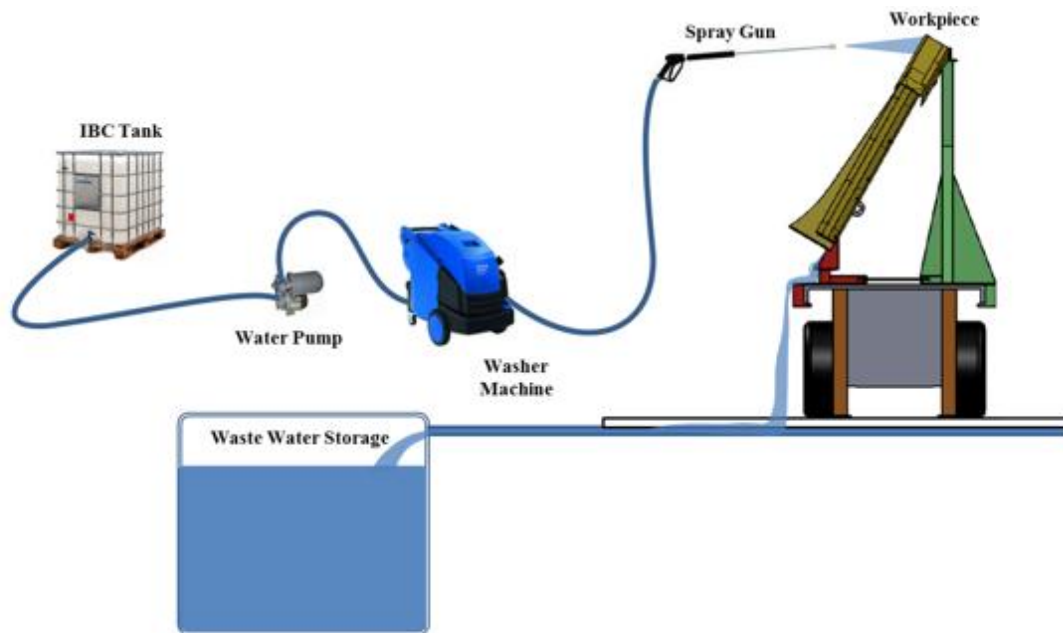 Workpiece
Spray Gun
IBC Tank
Water Pump
Washer
Machine
Waste Water Storage